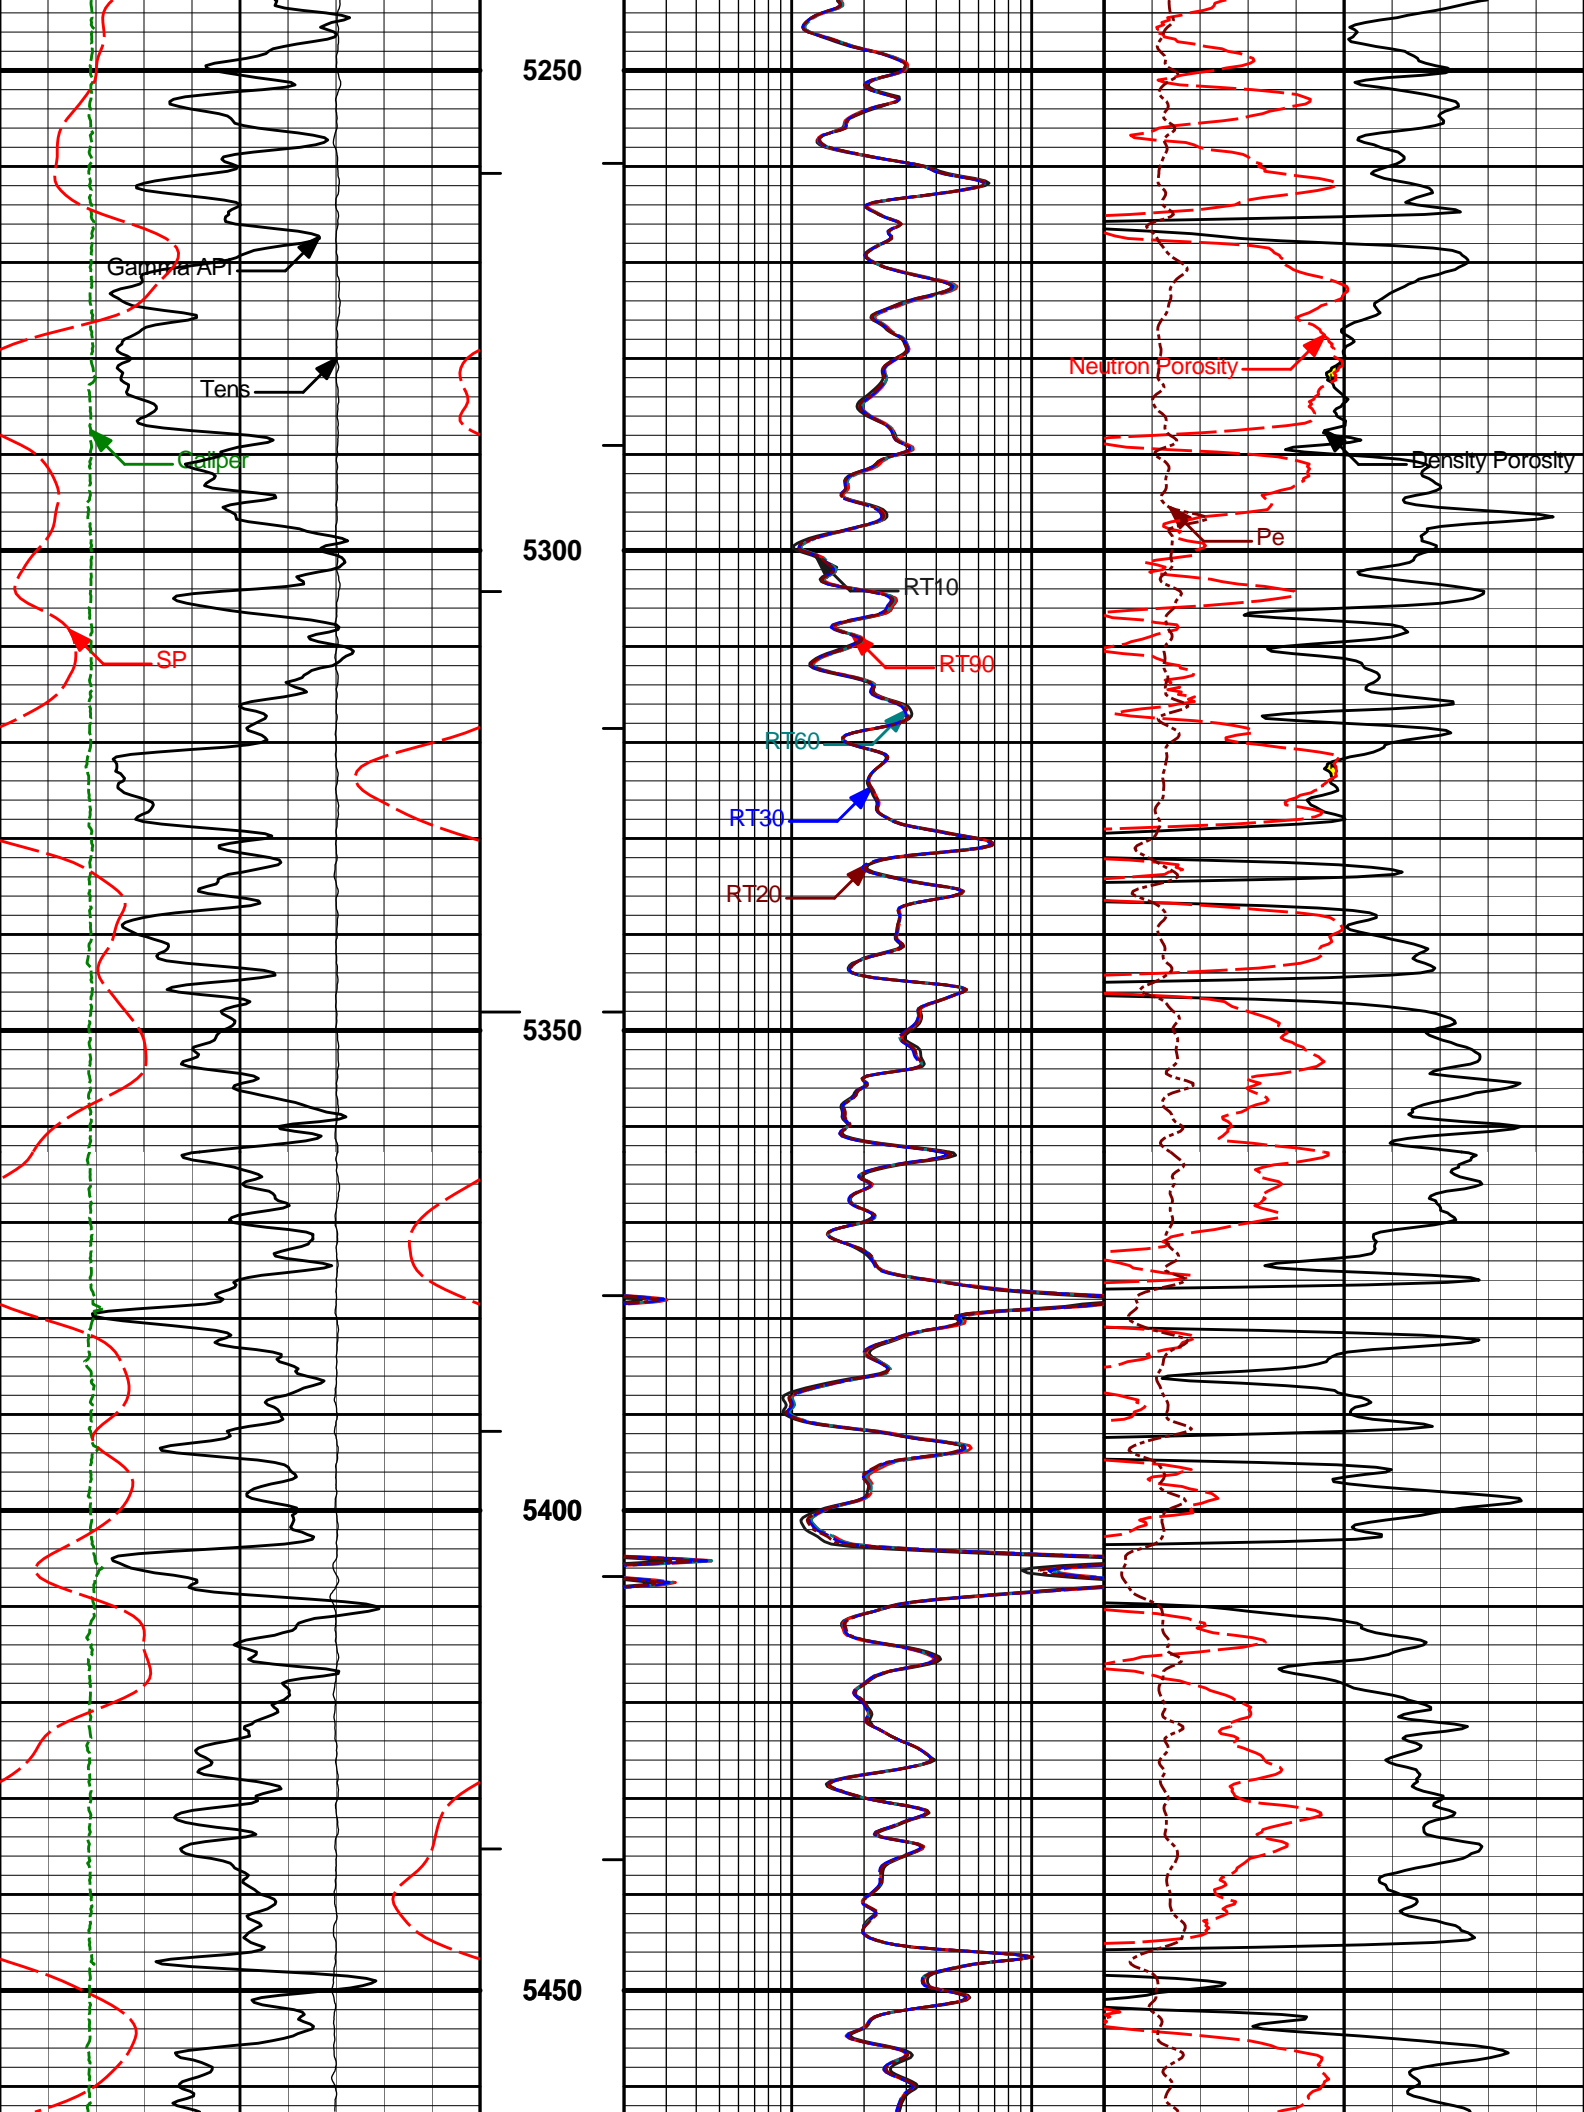 5250
Gamma API
Neutron Porosity
Tens
Caliper
Density Porosity
Pe
5300
RT10
SP
RT90
RT60
RT30
RT20
5350
5400
5450